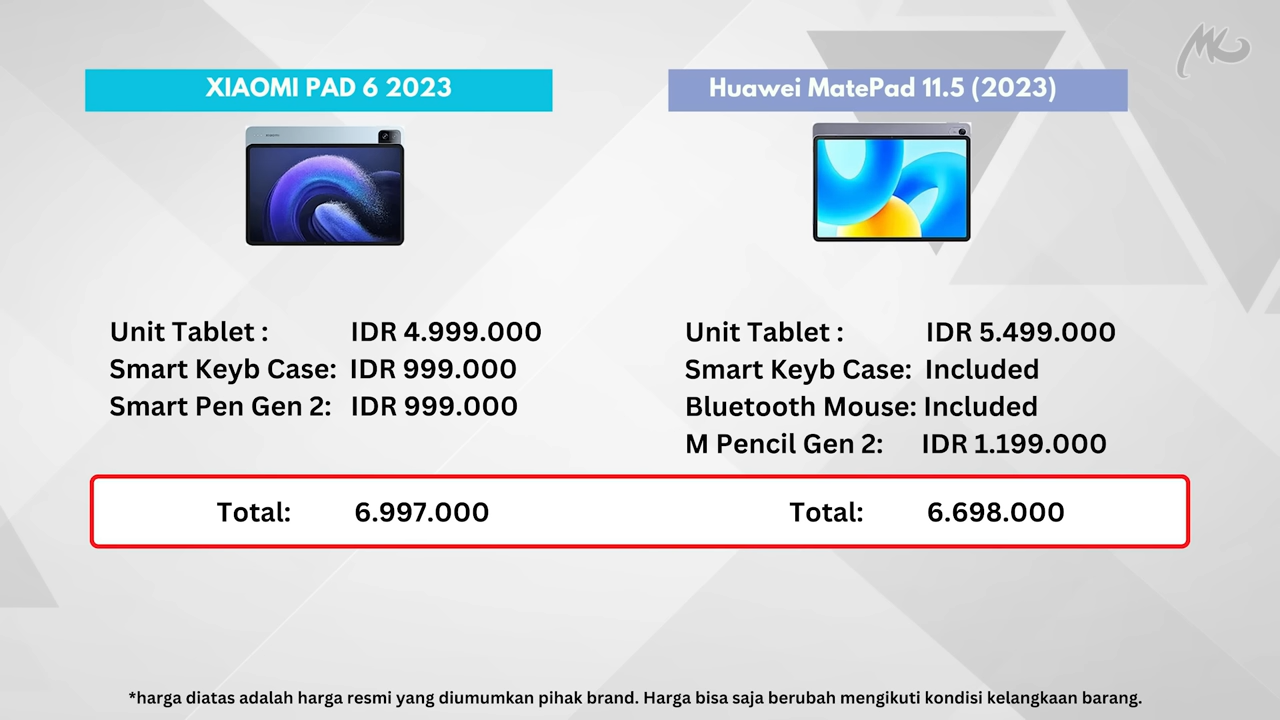 XIAOMI PAD 6 2023
Unit Tablet : IDR 4.999.000
Smart Keyb Case: IDR 999.000
Smart Pen Gen 2: IDR 999.000
Total: 6.997.000
Huawei MatePad 11.5 (2023)
Unit Tablet : IDR 5.499.000
Smart Keyb Case: Included
Bluetooth Mouse: Included
M Pencil Gen 2: IDR 1.199.000
Total: 6.698.000
*harga diatas adalah harga resmi yang diumumkan pihak brand. Harga bisa saja berubah mengikuti kondisi kelangkaan barang.